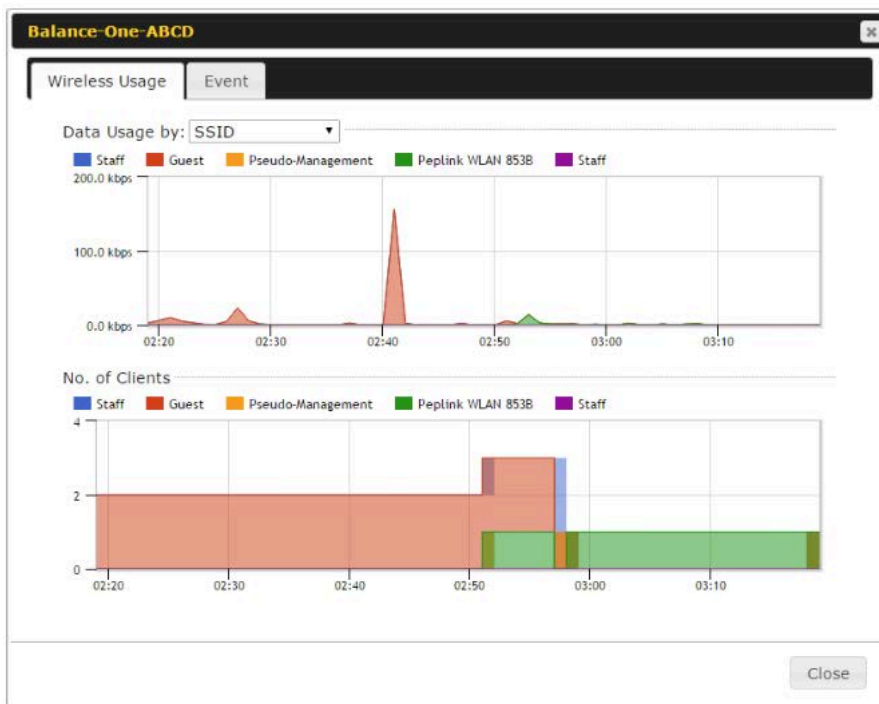 Balance-One-ABCD
Wireless Usage Event
Data Usage by: SSID
Staff Guest Pseudo-Management Peplink WLAN 853B Staff
200.0 kbps
100.0 kbps
0.0 kbps
02:20 02:30 02:40 02:50 03:00 03:10
No. of Clients
Staff Guest Pseudo-Management Peplink WLAN 853B Staff
4
2
0
02:20 02:30 02:40 02:50 03:00 03:10
Close